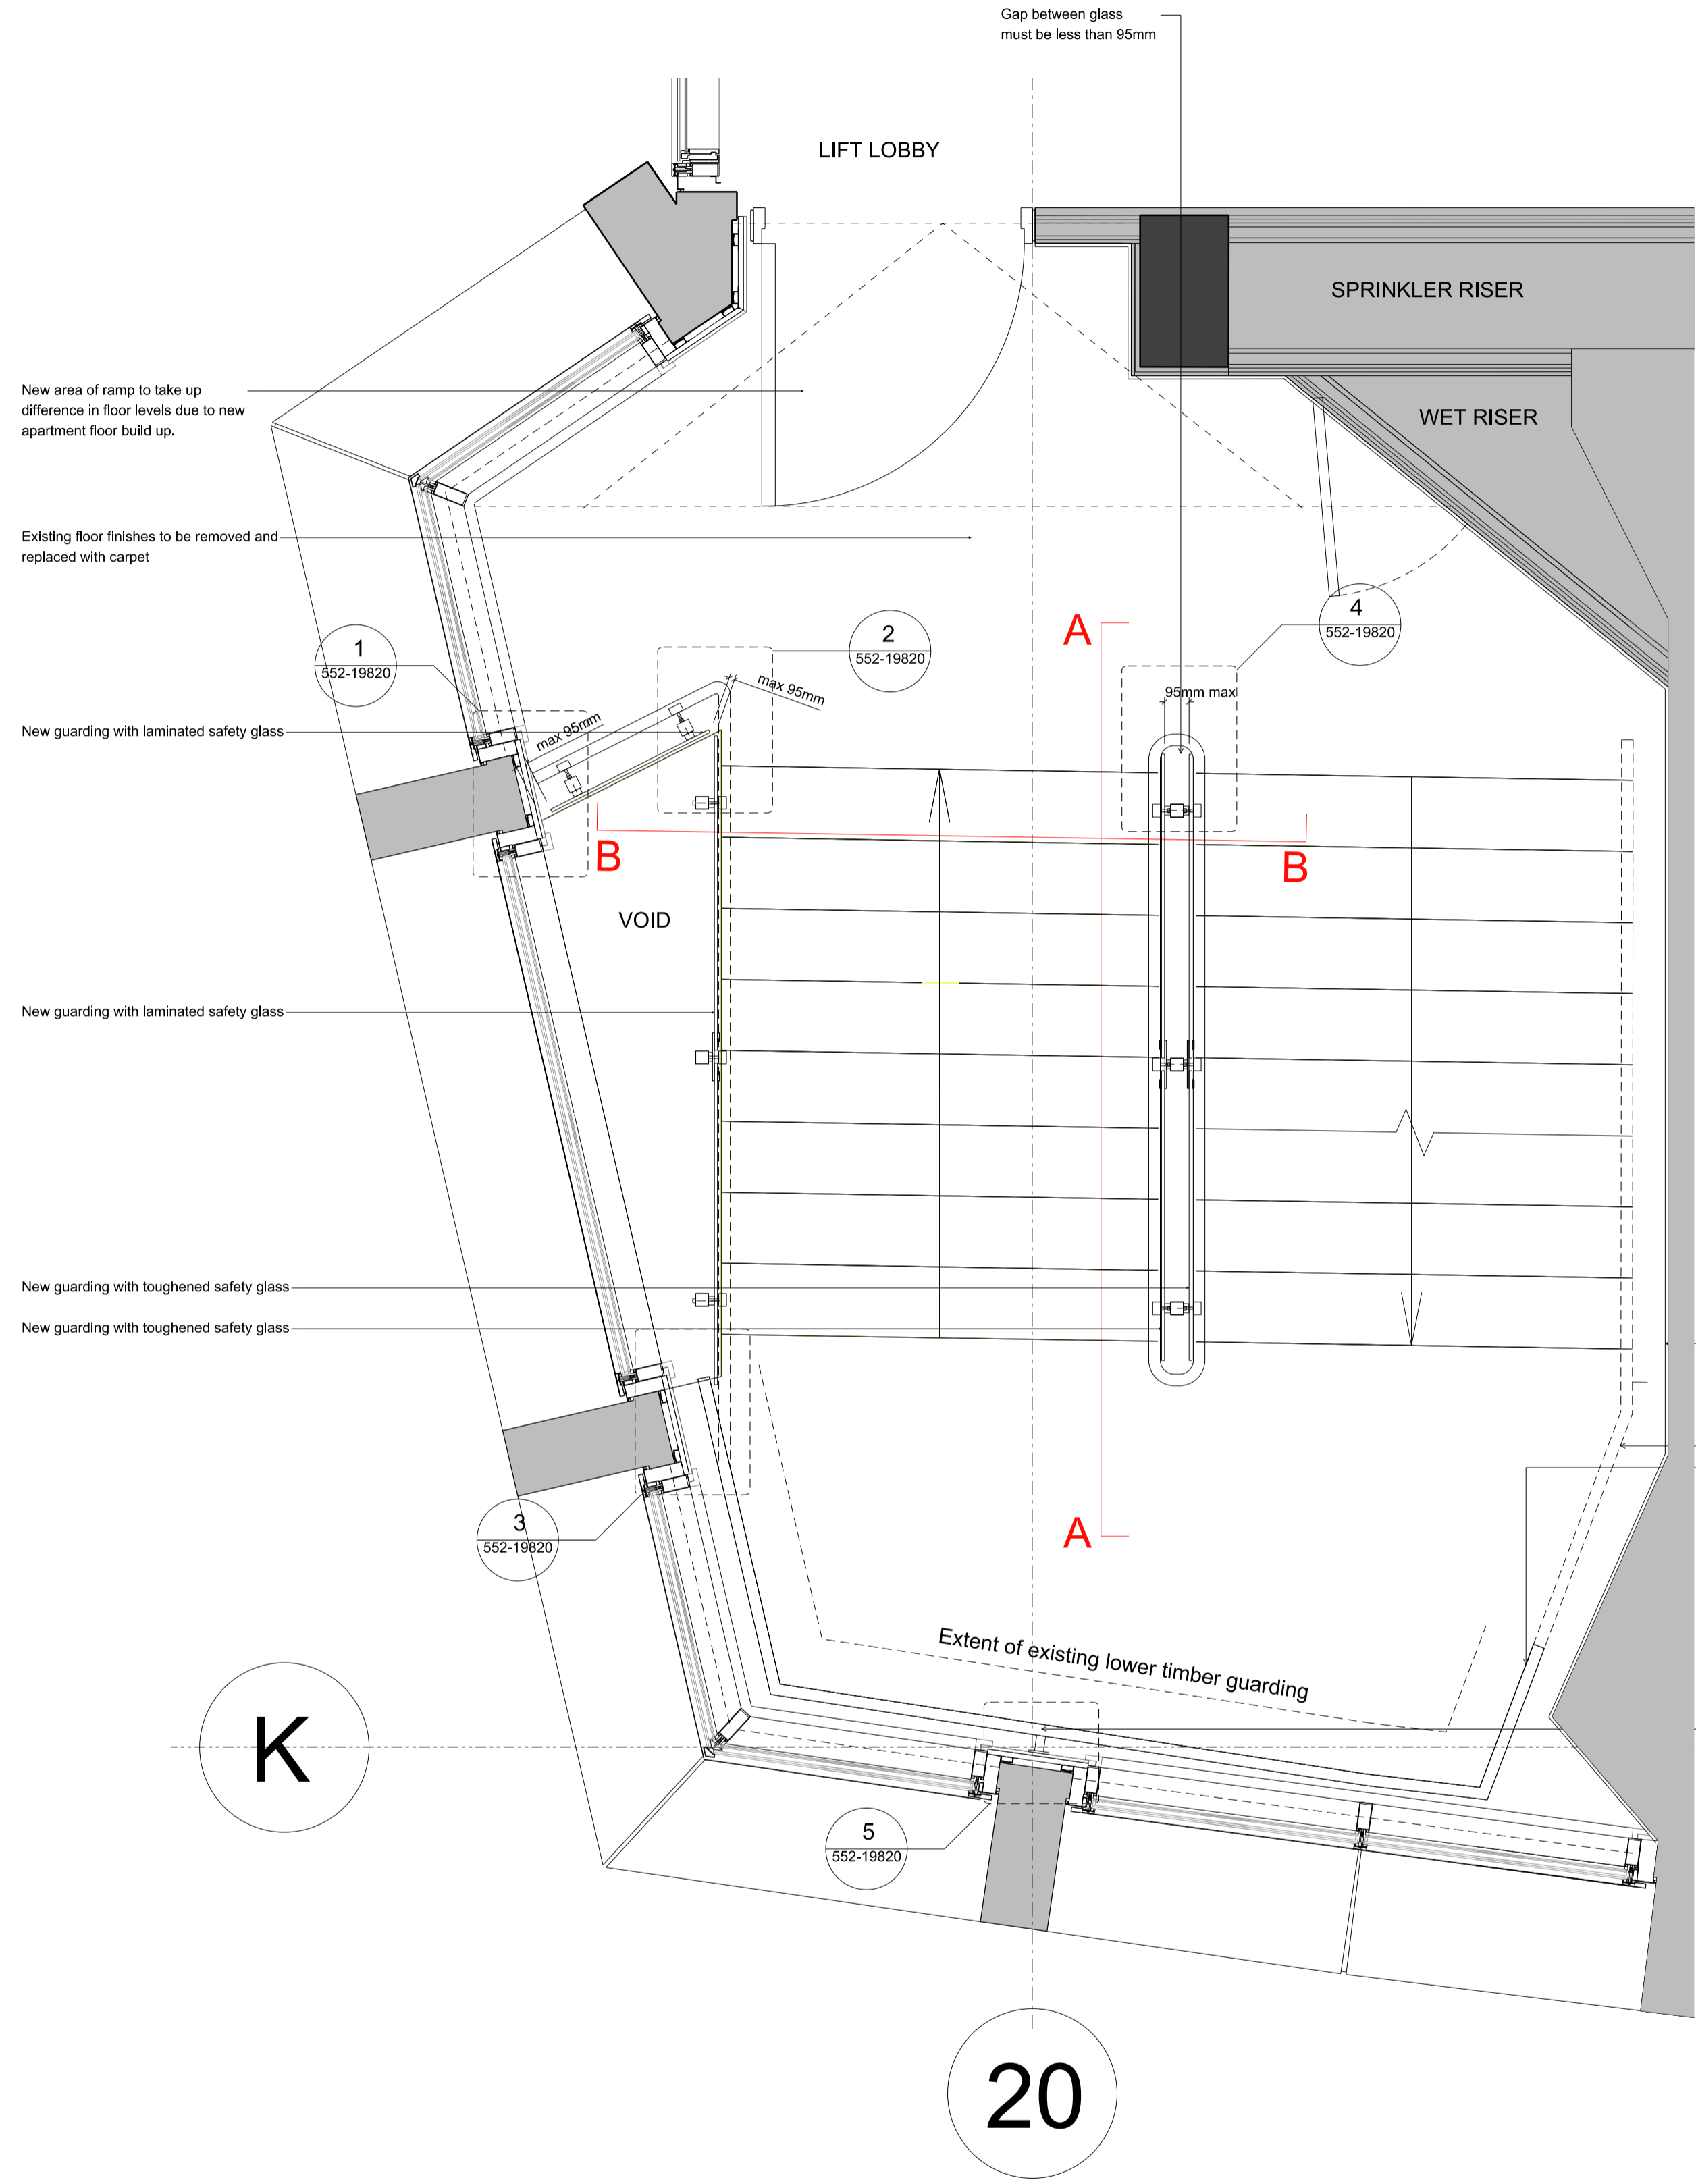 Gap between glass
must be less than 95mm
LIFT LOBBY
SPRINKLER RISER
New area of ramp to take up
difference in floor levels due to new
apartment floor build up.
WET RISER
Existing floor finishes to be removed and
replaced with carpet
4
552-19820
A
2
552-19820
1
552-19820
max 95mm
95mm max
New guarding with laminated safety glass
max 95mm
B
B
VOID
New guarding with laminated safety glass
New guarding with toughened safety glass
New guarding with toughened safety glass
3
552-19820
A
Extent of existing lower timber guarding
K
5
552-19820
20